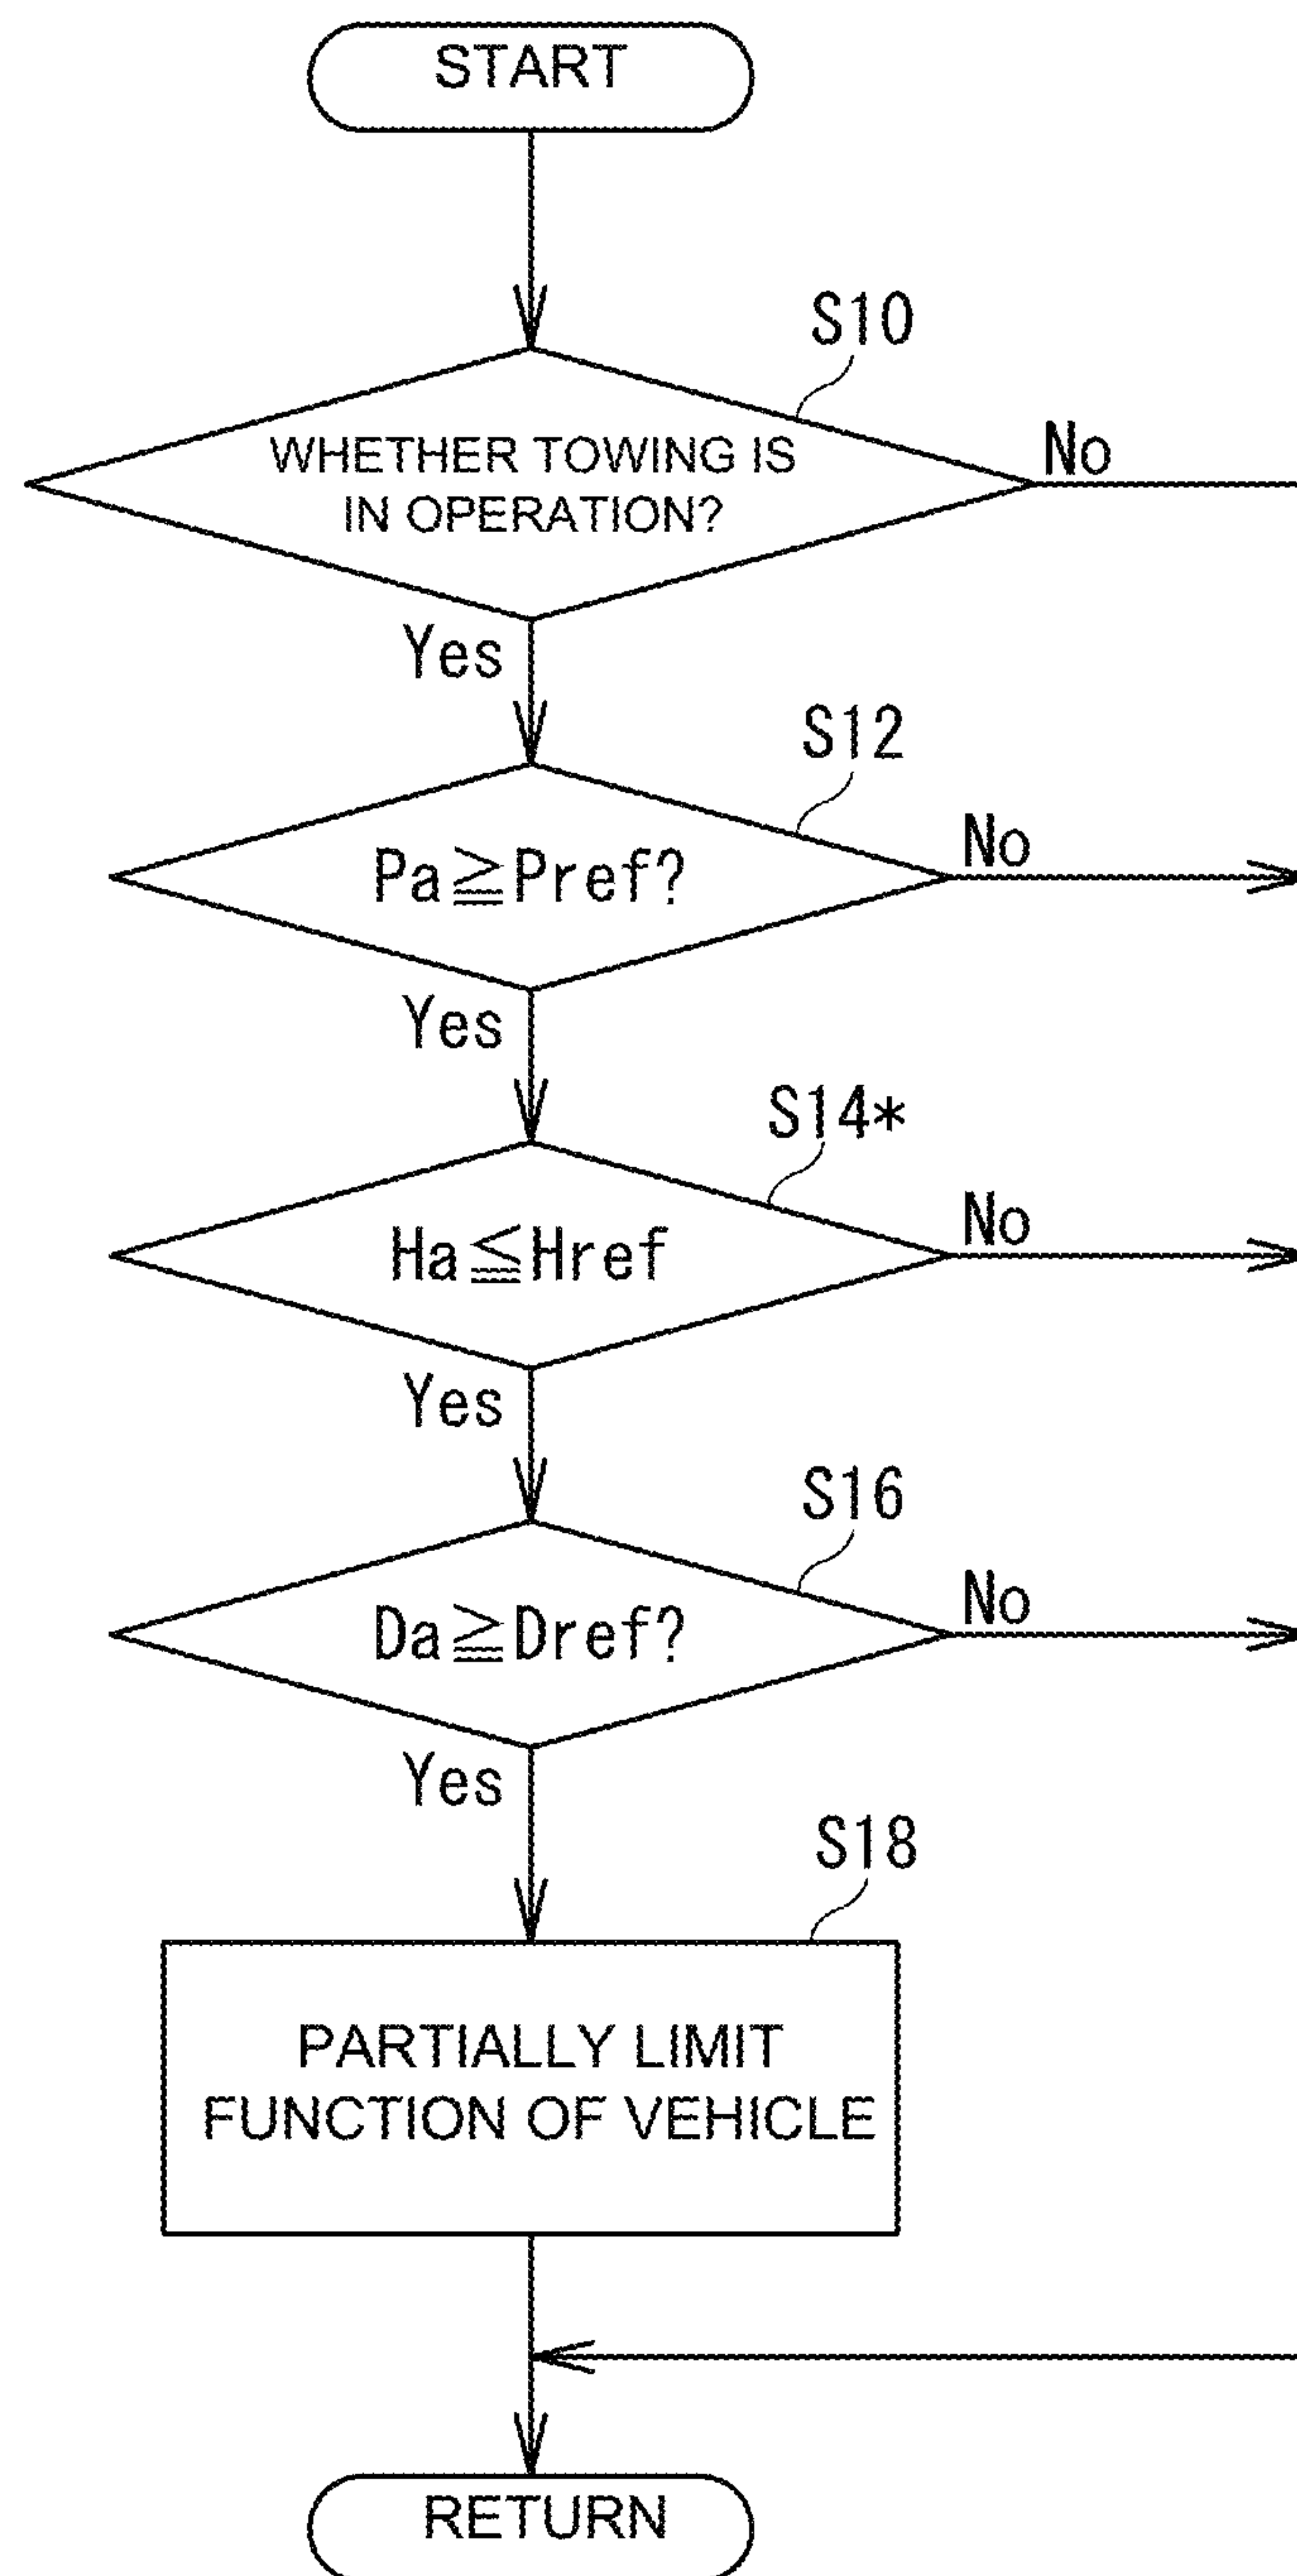 START
S10
WHETHER TOWING IS
IN OPERATION?
No
Yes
S12
Pa≧Pref?
No
Yes
S14*
Ha≦Href
No
Yes
S16
Da≧Dref?
No
Yes
S18
PARTIALLY LIMIT
FUNCTION OF VEHICLE
RETURN